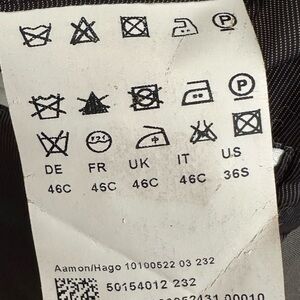 P
P
DE FR UK IT US
46C 46C 46C 46C 36S
Aamon/Hago 10100522 03 232
50154012 232